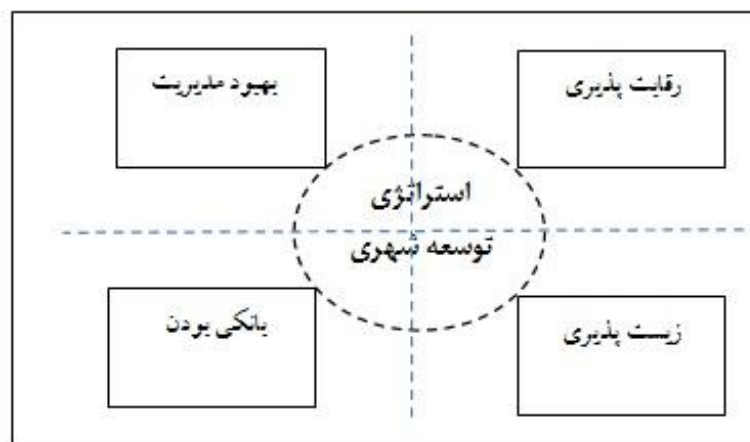 رقابت پذیری
بهبود مدیریت
استراتژی
توسعه شهری
زیست پذیری
بانکی بودن